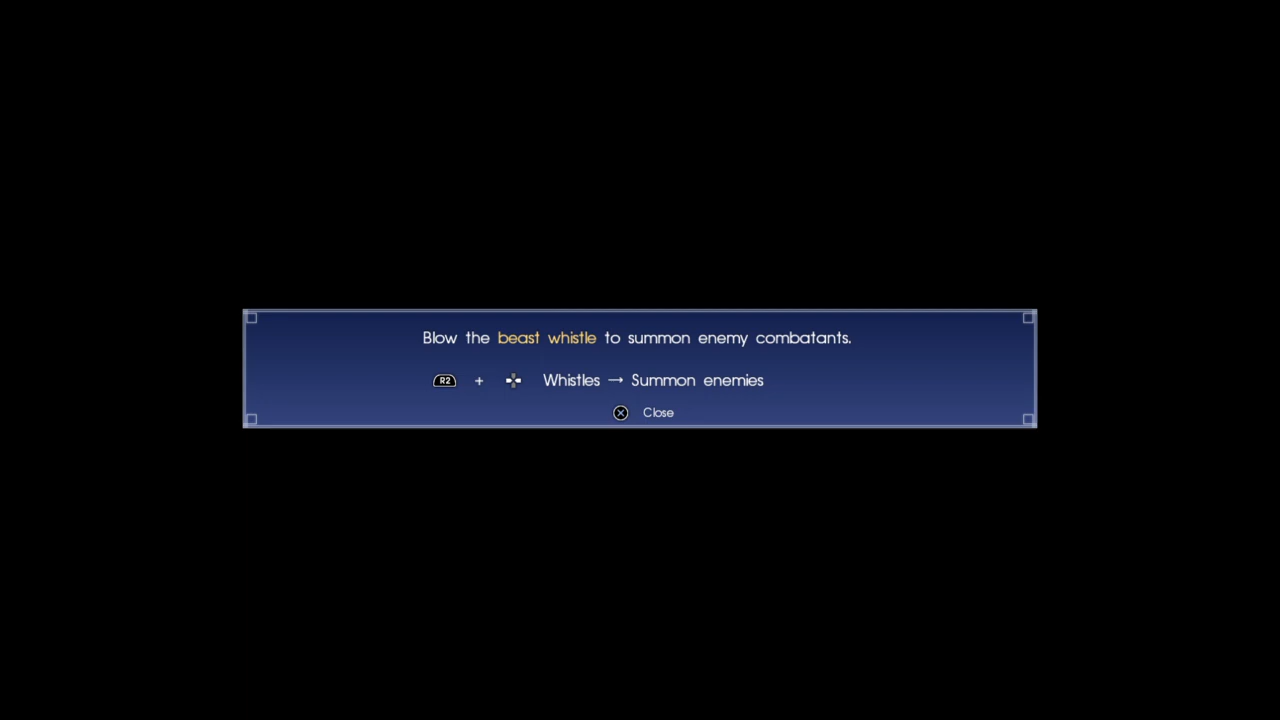 Blow the beast whistle to summon enemy combatants.
R2 + Whistles → Summon enemies
Close